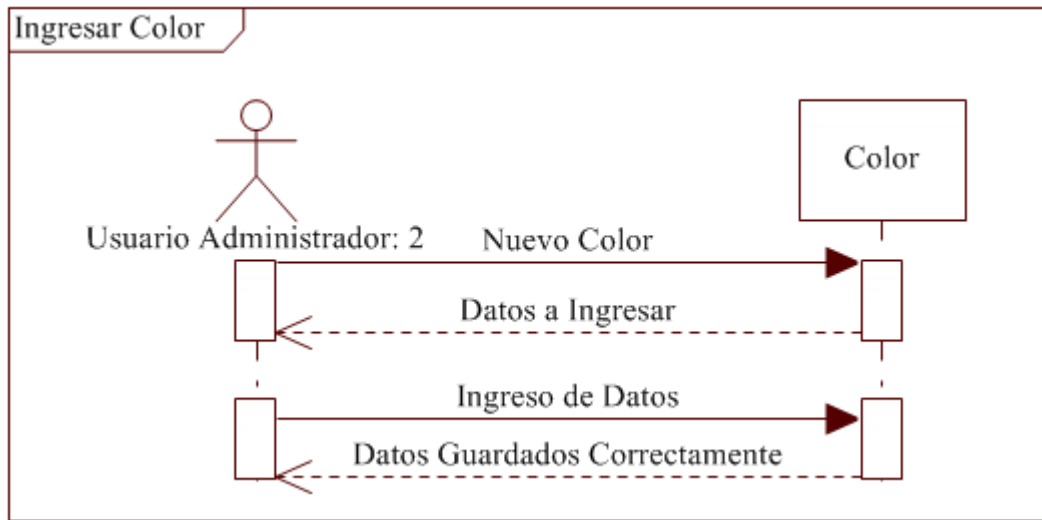 Ingresar Color
Color
Usuario Administrador: 2
Nuevo Color
Datos a Ingresar
Ingreso de Datos
Datos Guardados Correctamente